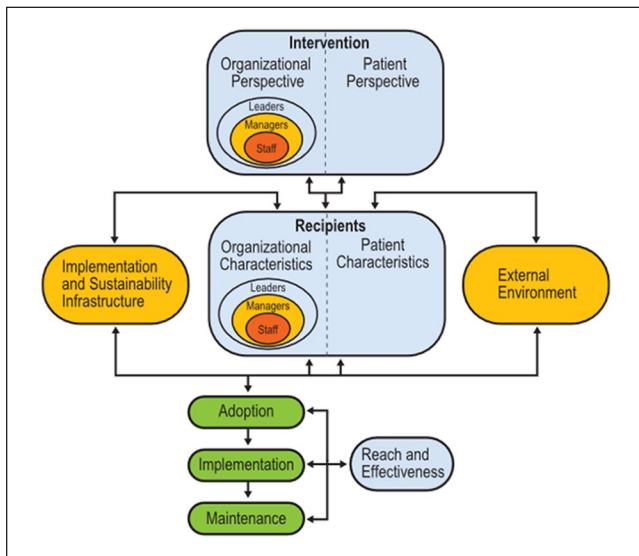 Intervention
Organizational
Perspective
Patient
Perspective
Leaders
Managers
Staff
Recipients
Organizational
Characteristics
Patient
Characteristics
Leaders
Managers
Staff
Implementation
and Sustainability
Infrastructure
External
Environment
Adoption
Implementation
Maintenance
Reach and
Effectiveness